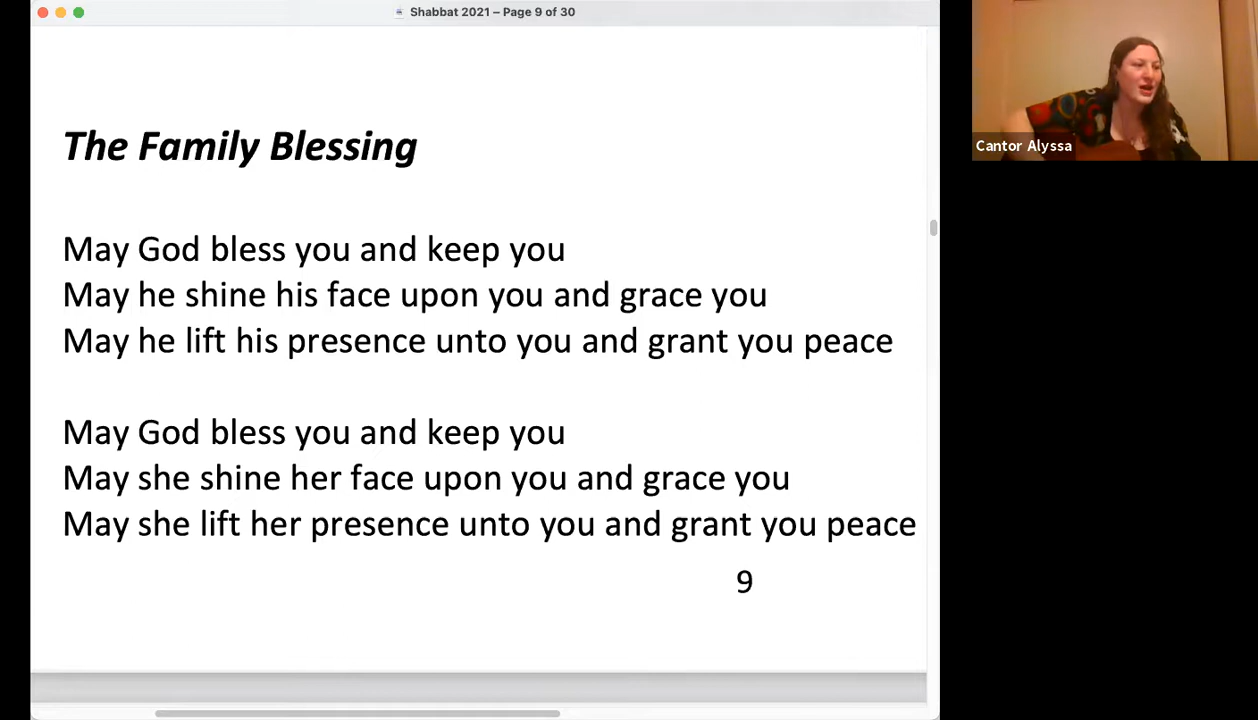 Shabbat 2021 – Page 9 of 30
The Family Blessing
May God bless you and keep you
May he shine his face upon you and grace you
May he lift his presence unto you and grant you peace
May God bless you and keep you
May she shine her face upon you and grace you
May she lift her presence unto you and grant you peace
9
Cantor Alyssa